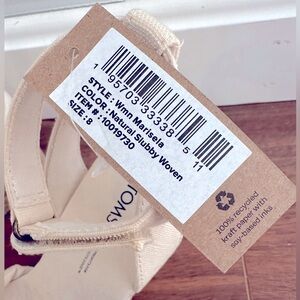 1 95703 33338 5 11
STYLE : Wmn Marisela
COLOR : Natural Slubby Woven
ITEM # : 10019730
SIZE : 8
100% recycled
kraft paper with
soy-based inks
TOMS